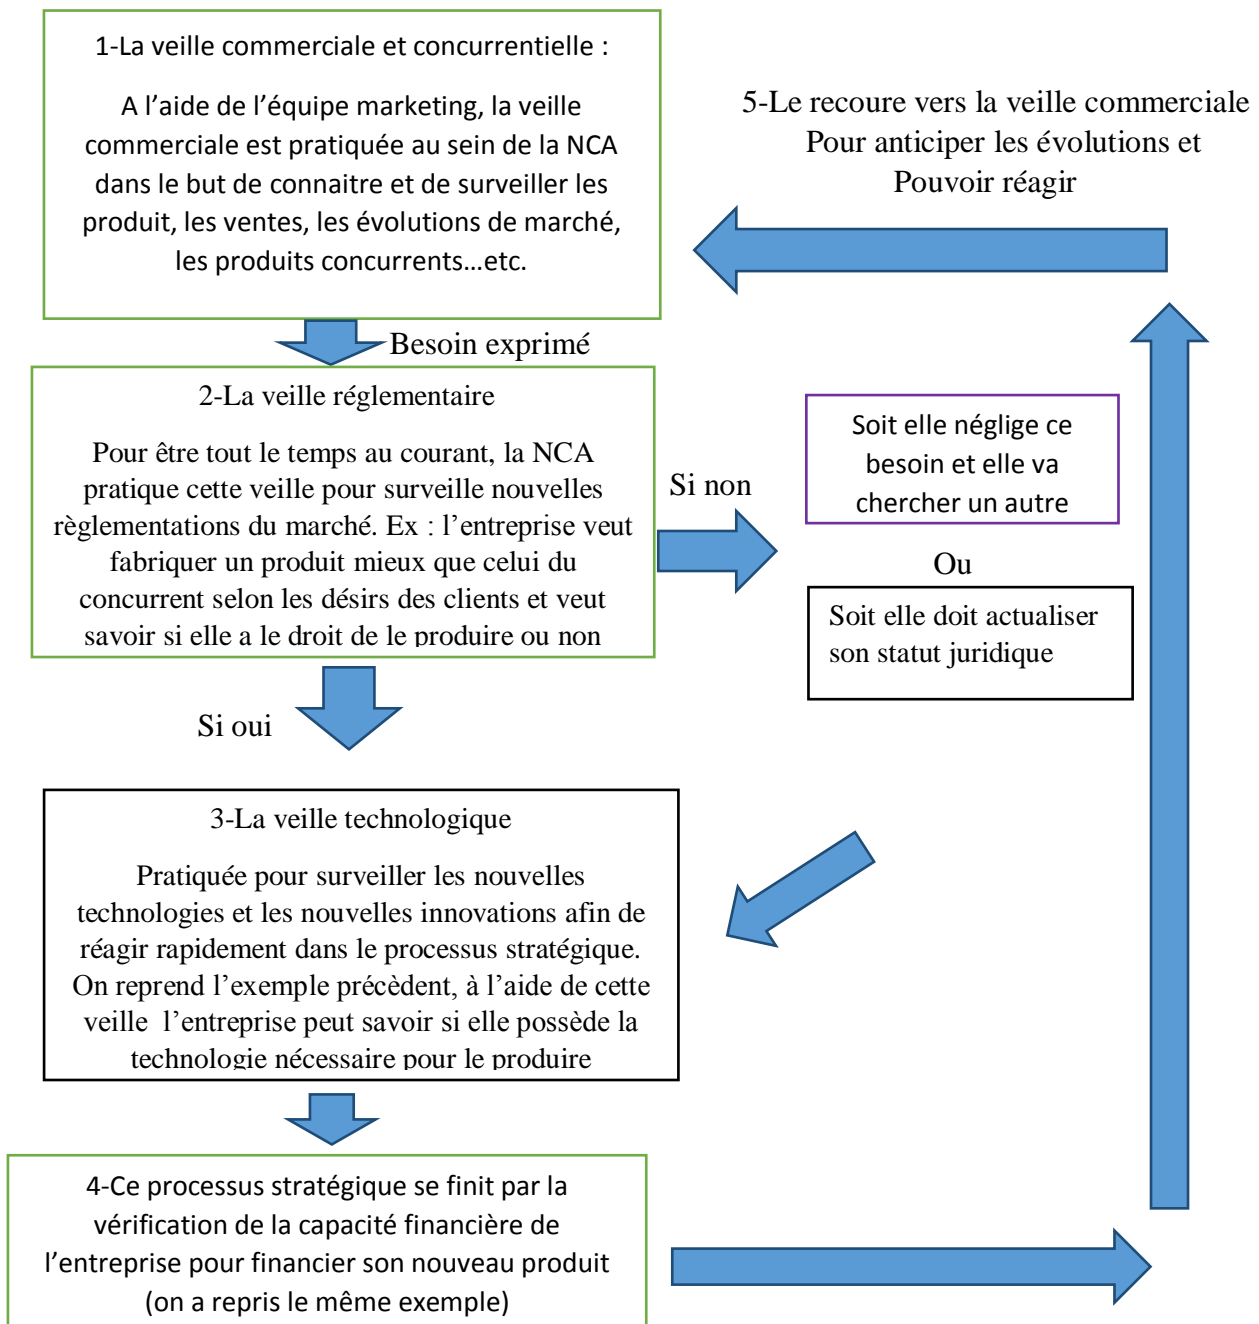 1-La veille commerciale et concurrentielle :
A l’aide de l’équipe marketing, la veille
commerciale est pratiquée au sein de la NCA
dans le but de connaitre et de surveiller les
produit, les ventes, les évolutions de marché,
les produits concurrents…etc.
5-Le recoure vers la veille commerciale
Pour anticiper les évolutions et
Pouvoir réagir
Besoin exprimé
2-La veille réglementaire
Pour être tout le temps au courant, la NCA
pratique cette veille pour surveille nouvelles
règlementations du marché. Ex : l’entreprise veut
fabriquer un produit mieux que celui du
concurrent selon les désirs des clients et veut
savoir si elle a le droit de le produire ou non
Si non
Soit elle néglige ce
besoin et elle va
chercher un autre
Ou
Soit elle doit actualiser
son statut juridique
Si oui
3-La veille technologique
Pratiquée pour surveiller les nouvelles
technologies et les nouvelles innovations afin de
réagir rapidement dans le processus stratégique.
On reprend l’exemple précèdent, à l’aide de cette
veille l’entreprise peut savoir si elle possède la
technologie nécessaire pour le produire
4-Ce processus stratégique se finit par la
vérification de la capacité financière de
l’entreprise pour financier son nouveau produit
(on a repris le même exemple)